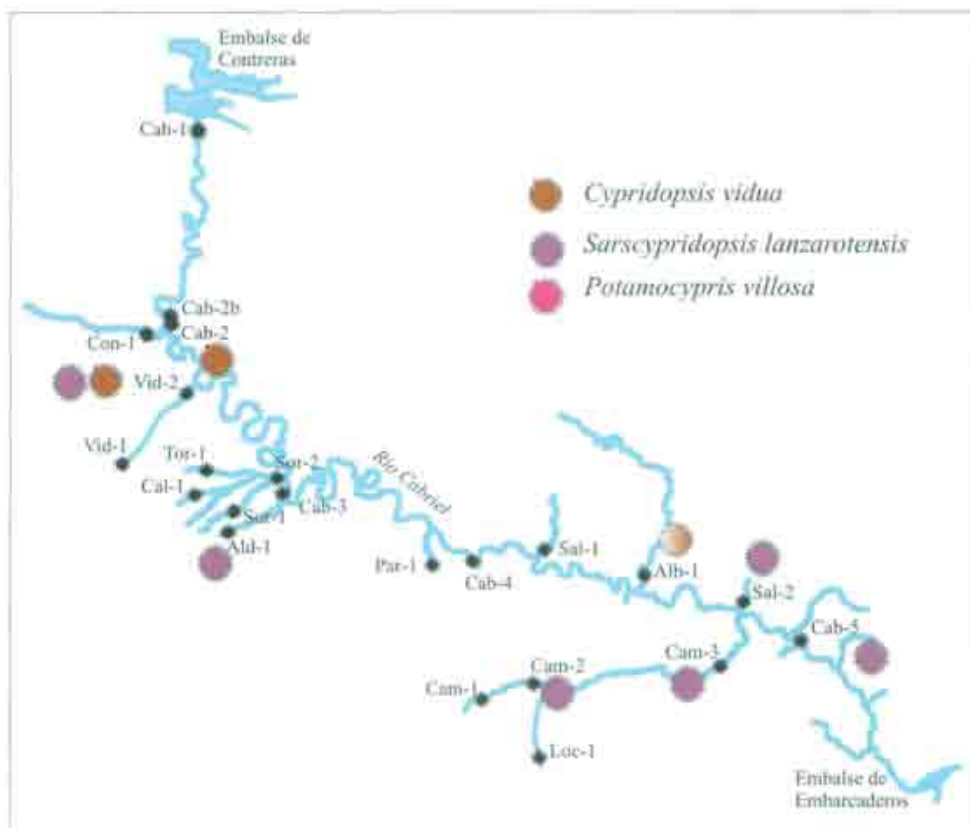 Embalse de
Contreras
Cab-1
Cypridopsis vidua
Sarscypridopsis lanzarotensis
Potamocypris villosa
Cab-2b
Cab-2
Con-1
Vid-2
Vid-1
Tor-1
Sor-2
Cal-1
Cab-3
Sor-1
Ald-1
Río Cabriel
Par-1
Cab-4
Sal-1
Alb-1
Sal-2
Cab-5
Cam-3
Cam-2
Cam-1
Loc-1
Embalse de
Embarcaderos